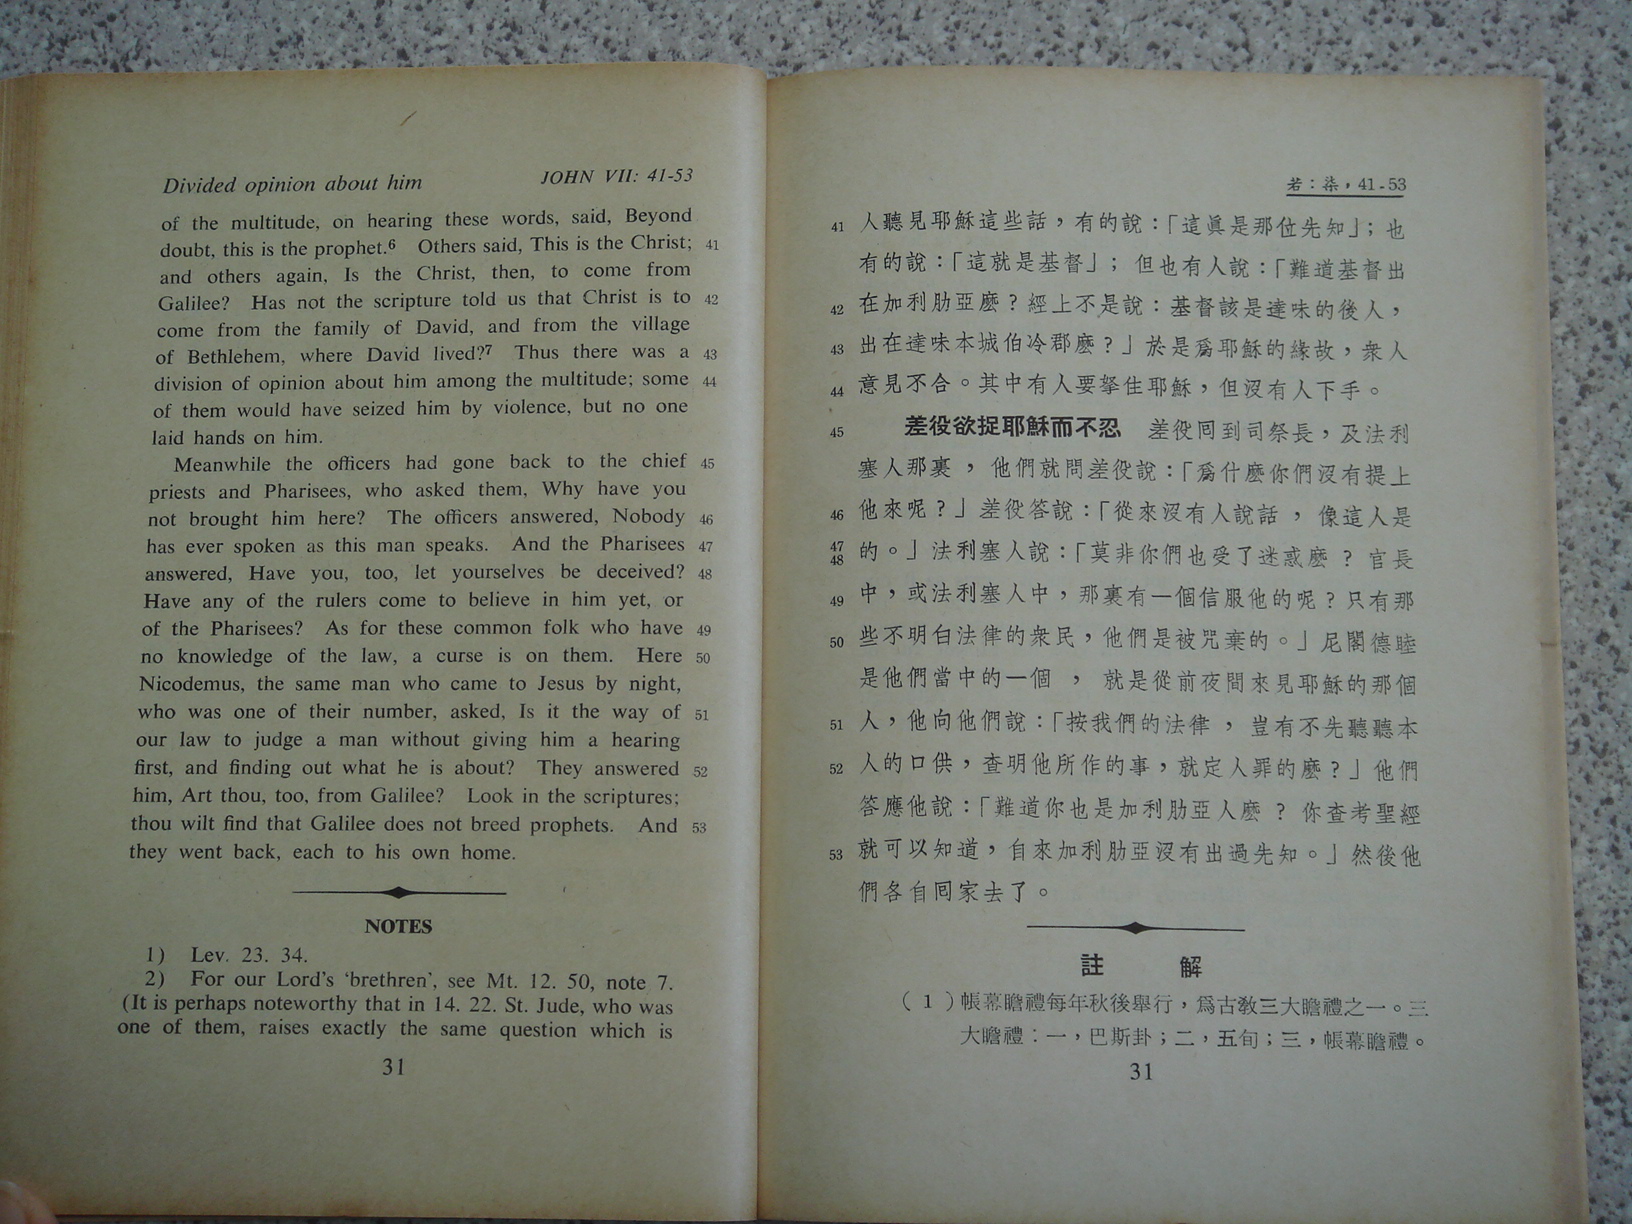 Divided opinion about him JOHN VII: 41-53
of the multitude, on hearing these words, said, Beyond
doubt, this is the prophet.6 Others said, This is the Christ; 41
and others again, Is the Christ, then, to come from
Galilee? Has not the scripture told us that Christ is to 42
come from the family of David, and from the village
of Bethlehem, where David lived?7 Thus there was a 43
division of opinion about him among the multitude; some 44
of them would have seized him by violence, but no one
laid hands on him.
Meanwhile the officers had gone back to the chief 45
priests and Pharisees, who asked them, Why have you
not brought him here? The officers answered, Nobody 46
has ever spoken as this man speaks. And the Pharisees 47
answered, Have you, too, let yourselves be deceived? 48
Have any of the rulers come to believe in him yet, or
of the Pharisees? As for these common folk who have 49
no knowledge of the law, a curse is on them. Here 50
Nicodemus, the same man who came to Jesus by night,
who was one of their number, asked, Is it the way of 51
our law to judge a man without giving him a hearing
first, and finding out what he is about? They answered 52
him, Art thou, too, from Galilee? Look in the scriptures;
thou wilt find that Galilee does not breed prophets. And 53
they went back, each to his own home.
NOTES
1) Lev. 23. 34.
2) For our Lord's 'brethren', see Mt. 12. 50, note 7.
(It is perhaps noteworthy that in 14. 22. St. Jude, who was
one of them, raises exactly the same question which is
31
若：柒，41-53
41 人聽見耶穌這些話，有的說：「這眞是那位先知」；也
有的說：「這就是基督」；但也有人說：「難道基督出
42 在加利肋亞麼？經上不是說：基督該是達味的後人，
43 出在達味本城伯冷郡麼？」於是爲耶穌的緣故，衆人
44 意見不合。其中有人要拏住耶穌，但沒有人下手。
45 差役欲捉耶穌而不忍 差役囘到司祭長，及法利
塞人那裏，他們就問差役說：「爲什麼你們沒有提上
46 他來呢？」差役答說：「從來沒有人說話，像這人是
47 48 的。」法利塞人說：「莫非你們也受了迷惑麼？官長
49 中，或法利塞人中，那裏有一個信服他的呢？只有那
50 些不明白法律的衆民，他們是被咒棄的。」尼閣德睦
是他們當中的一個，就是從前夜間來見耶穌的那個
51 人，他向他們說：「按我們的法律，豈有不先聽聽本
52 人的口供，查明他所作的事，就定人罪的麼？」他們
答應他說：「難道你也是加利肋亞人麼？你查考聖經
53 就可以知道，自來加利肋亞沒有出過先知。」然後他
們各自囘家去了。
註 解
（1）帳幕瞻禮每年秋後舉行，爲古敎三大瞻禮之一。三
大瞻禮：一，巴斯卦；二，五旬；三，帳幕瞻禮。
31